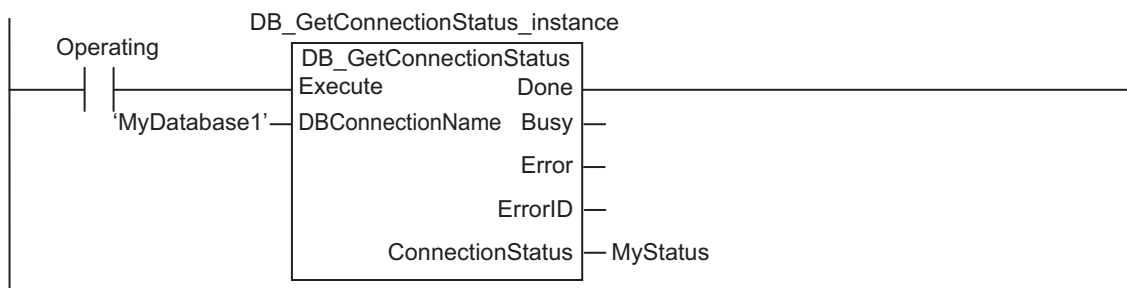 DB_GetConnectionStatus_instance
Operating
DB_GetConnectionStatus
Execute Done
‘MyDatabase1’ DBConnectionName Busy
Error
ErrorID
ConnectionStatus MyStatus